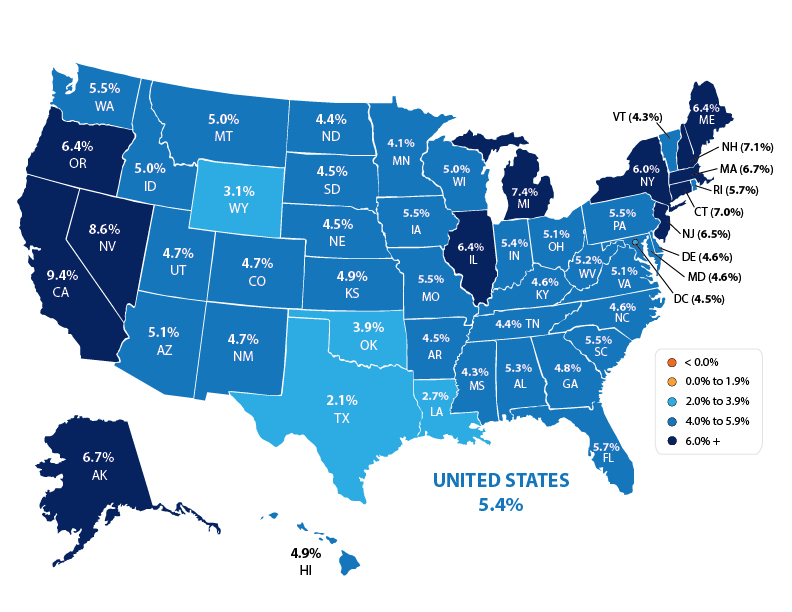 5.5%
WA
5.0%
MT
4.4%
ND
4.1%
MN
6.4%
ME
VT (4.3%)
6.4%
OR
5.0%
ID
4.5%
SD
5.0%
WI
7.4%
MI
6.0%
NY
NH (7.1%)
MA (6.7%)
RI (5.7%)
CT (7.0%)
NJ (6.5%)
DE (4.6%)
MD (4.6%)
DC (4.5%)
3.1%
WY
8.6%
NV
4.5%
NE
5.5%
IA
5.5%
PA
9.4%
CA
4.7%
UT
4.7%
CO
4.9%
KS
5.5%
MO
6.4%
IL
5.4%
IN
5.1%
OH
5.2%
WV
5.1%
VA
4.6%
KY
4.6%
NC
4.4% TN
5.1%
AZ
4.7%
NM
3.9%
OK
4.5%
AR
5.5%
SC
4.3%
MS
5.3%
AL
4.8%
GA
2.1%
TX
2.7%
LA
5.7%
FL
< 0.0%
0.0% to 1.9%
2.0% to 3.9%
4.0% to 5.9%
6.0% +
6.7%
AK
UNITED STATES
5.4%
4.9%
HI